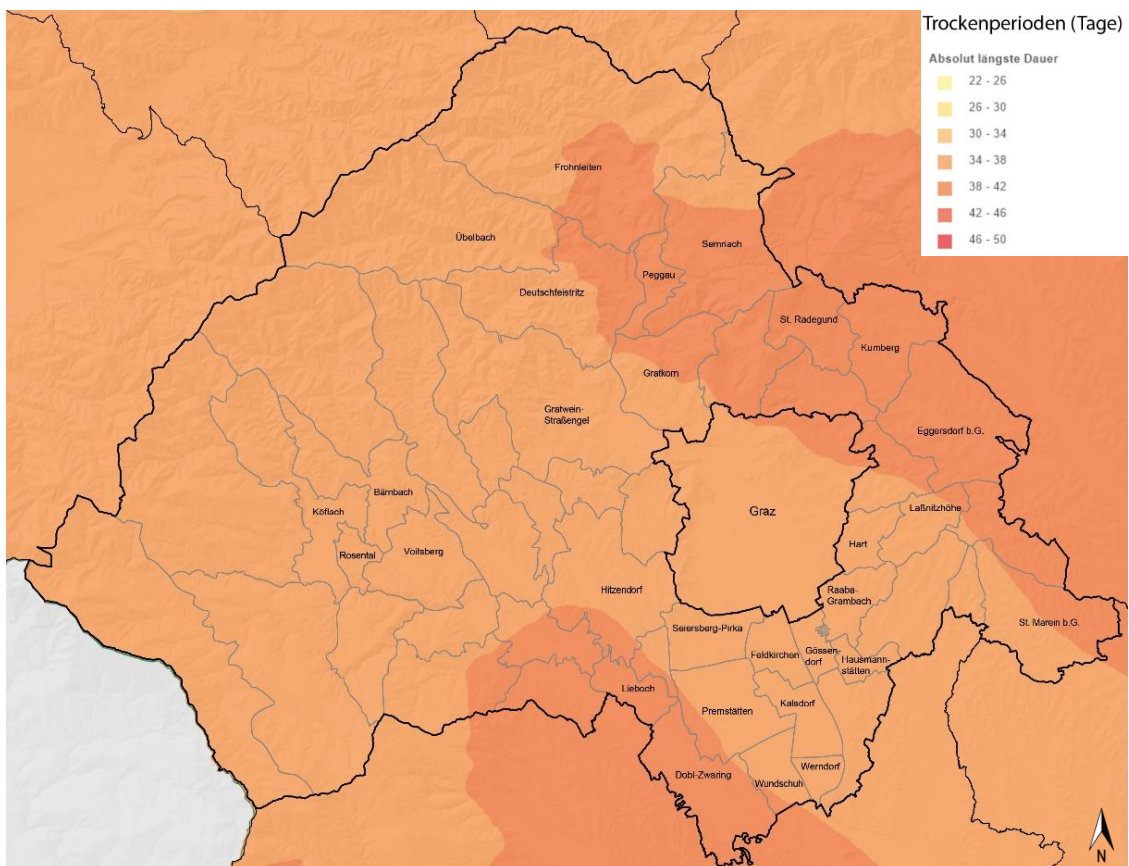 Trockenperioden (Tage)
Absolut längste Dauer
22 - 26
26 - 30
30 - 34
34 - 38
38 - 42
42 - 46
46 - 50
Frohnleiten
Übelbach
Semriach
Peggau
Deutschfeistritz
St. Radegund
Kumberg
Gratkorn
Gratwein-
Straßengel
Eggersdorf b.G.
Bärnbach
Köflach
Graz
Laßnitzhöhe
Rosental
Voitsberg
Hart
Hitzendorf
Raaba-
Grambach
St. Marein b.G.
Seiersberg-Pirka
Feldkirchen
Gössen-
dorf
Hausmann-
stätten
Lieboch
Premstätten
Kalsdorf
Dobl-Zwaring
Wundschuh
Werndorf
N